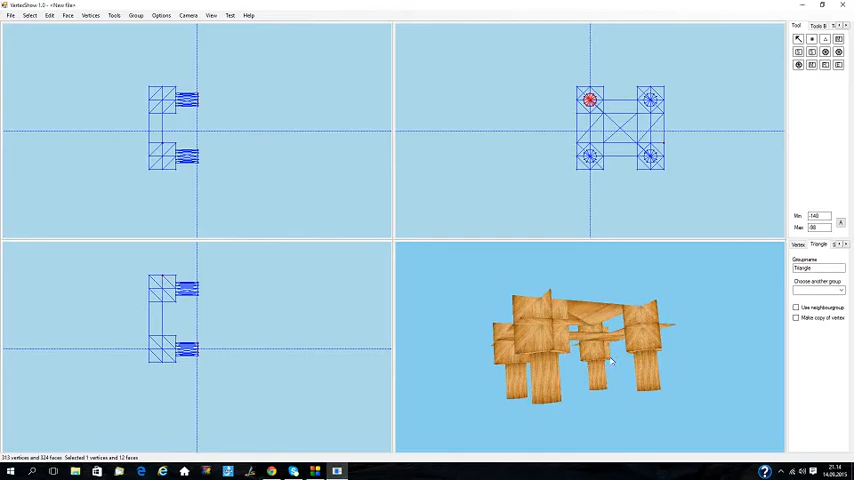 VertexShow 1.0 - <New file>
File Select Edit Face Vertices Tools Group Options Camera View Test Help
Tool Tools B
Min -148
Max -98
A
Vertex Triangle
Groupname
Triangle
Choose another group
Use neighbourgroup
Make copy of vertex
313 vertices and 324 faces Selected 1 vertices and 12 faces
21.14
14.09.2015